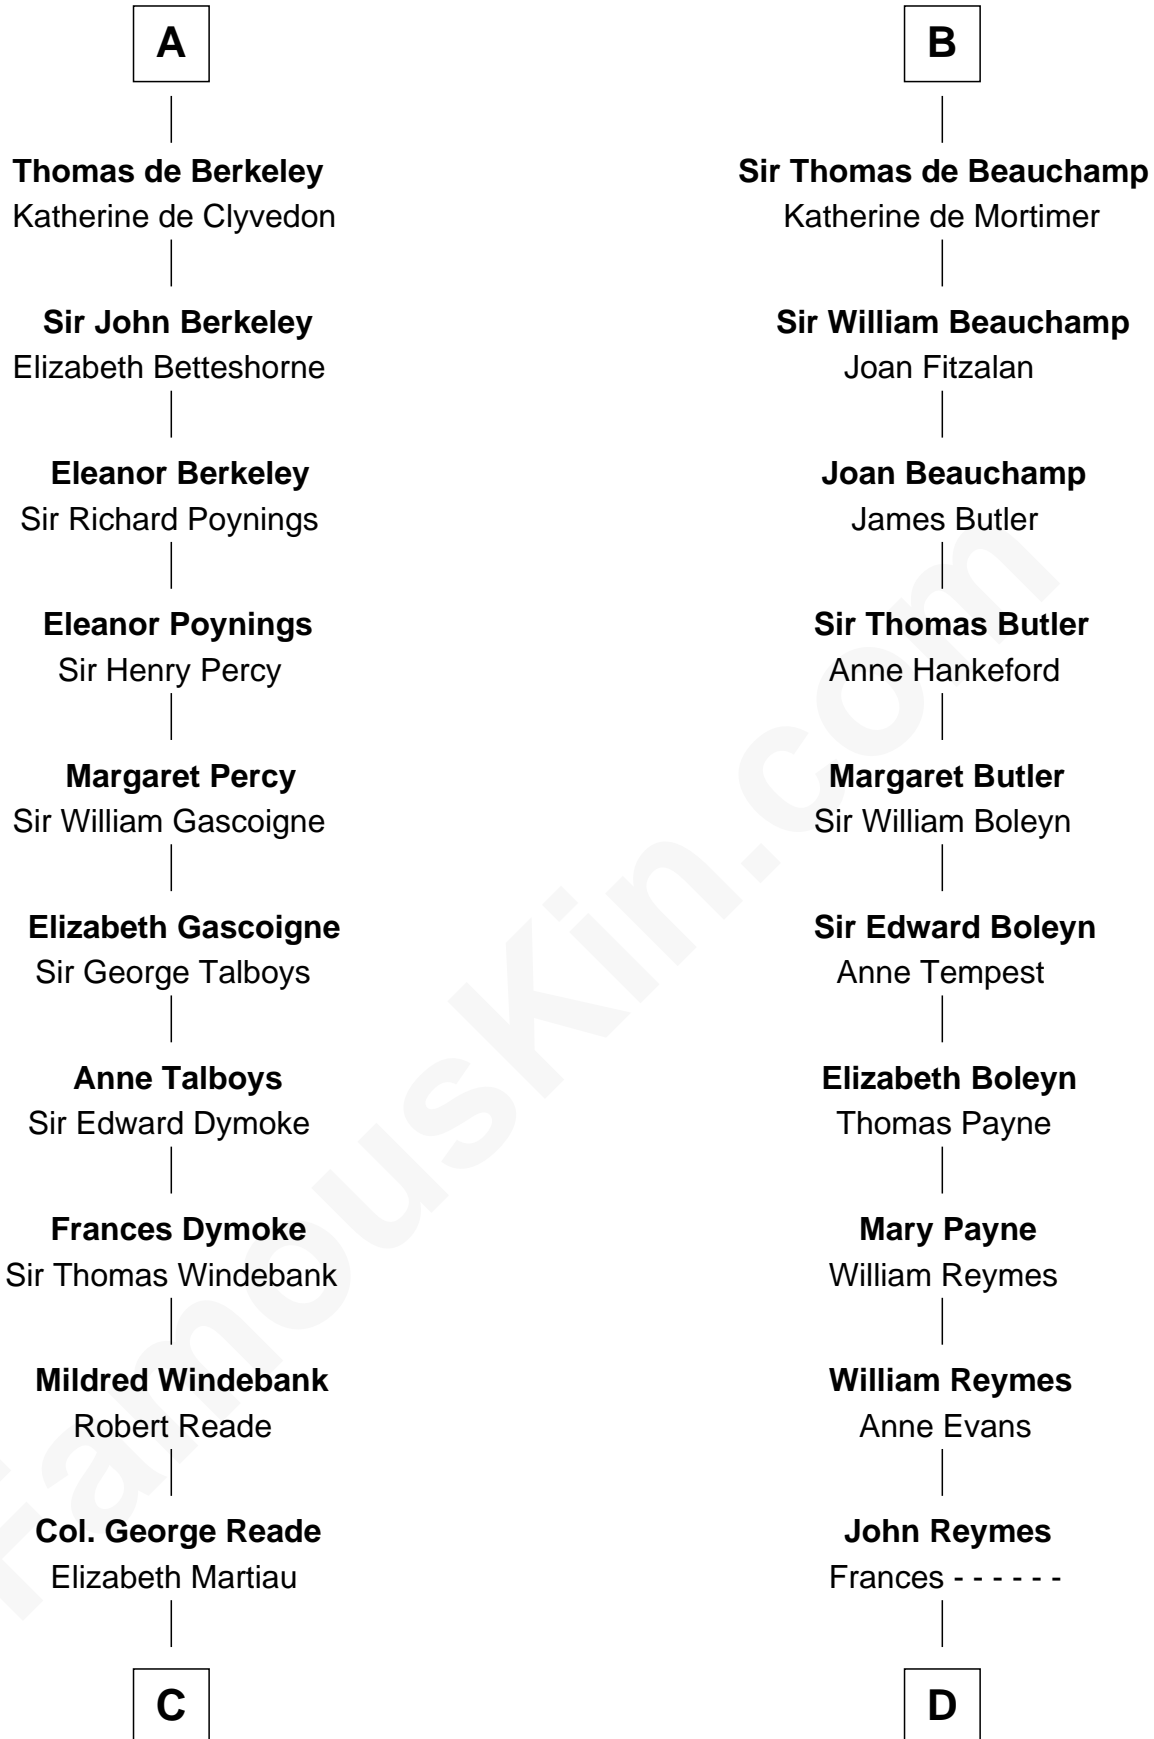 A
Thomas de Berkeley
Katherine de Clyvedon
Sir John Berkeley
Elizabeth Betteshorne
Eleanor Berkeley
Sir Richard Poynings
Eleanor Poynings
Sir Henry Percy
Margaret Percy
Sir William Gascoigne
Elizabeth Gascoigne
Sir George Talboys
Anne Talboys
Sir Edward Dymoke
Frances Dymoke
Sir Thomas Windebank
Mildred Windebank
Robert Reade
Col. George Reade
Elizabeth Martiau
C
B
Sir Thomas de Beauchamp
Katherine de Mortimer
Sir William Beauchamp
Joan Fitzalan
Joan Beauchamp
James Butler
Sir Thomas Butler
Anne Hankeford
Margaret Butler
Sir William Boleyn
Sir Edward Boleyn
Anne Tempest
Elizabeth Boleyn
Thomas Payne
Mary Payne
William Reymes
William Reymes
Anne Evans
John Reymes
Frances - - - - - -
D
FamousKin.com